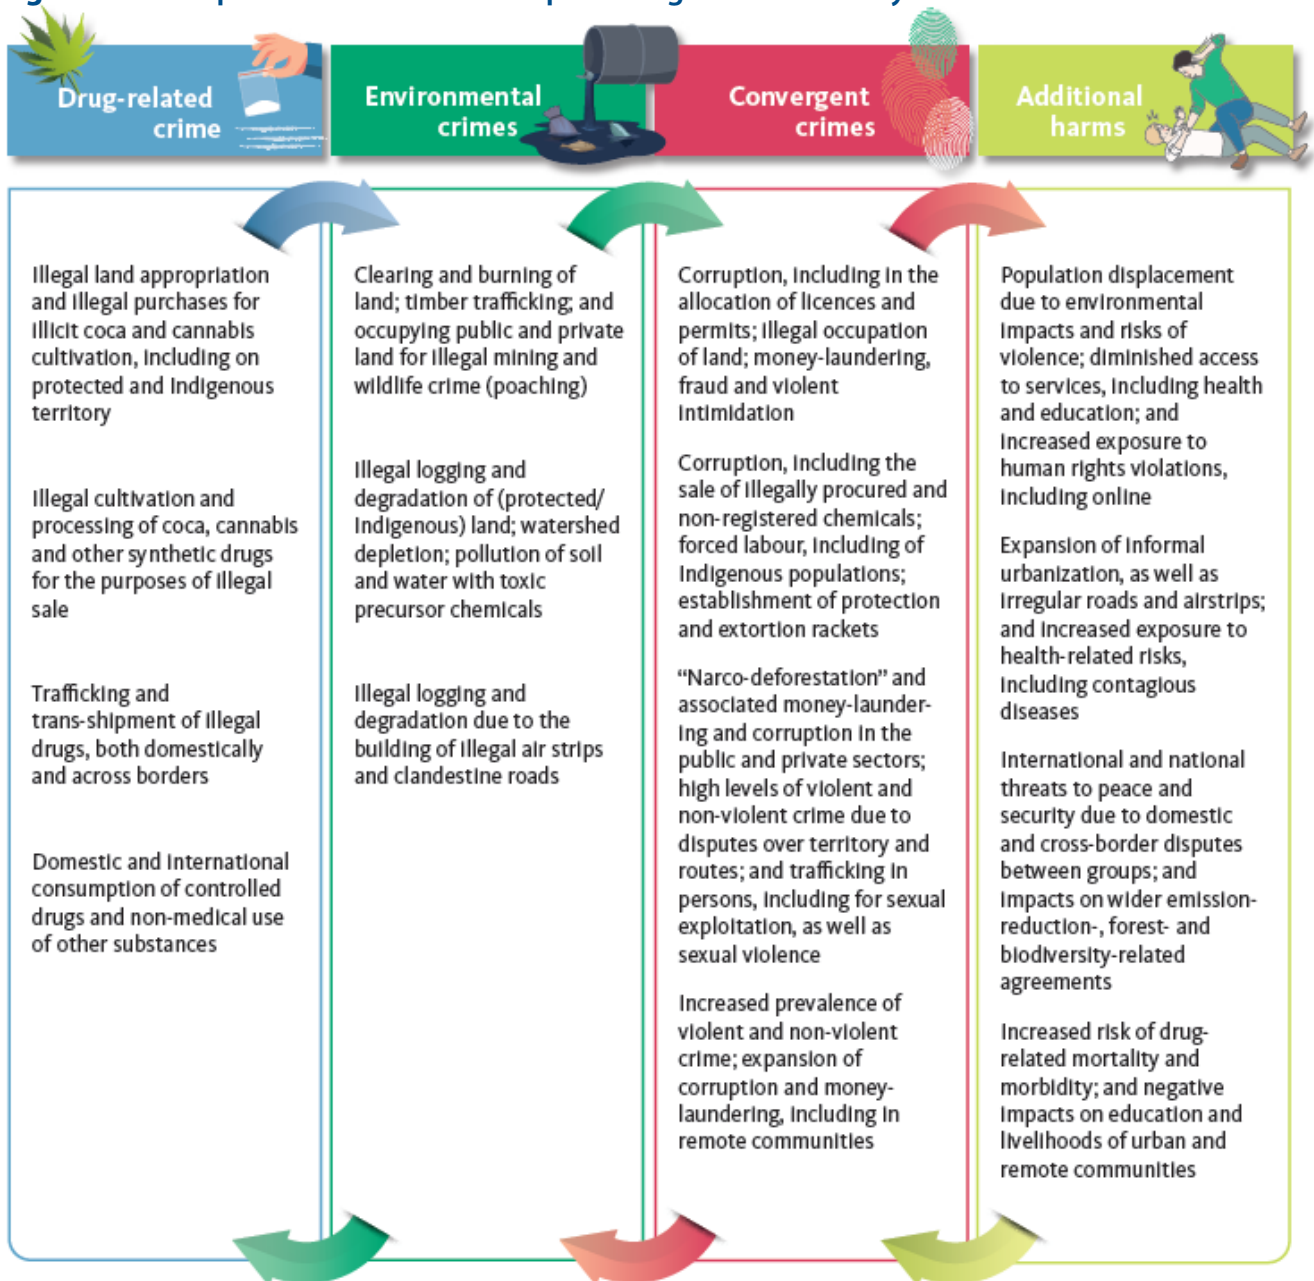 Drug-related
crime
Environmental
crimes
Convergent
crimes
Additional
harms
Illegal land appropriation
and illegal purchases for
illicit coca and cannabis
cultivation, including on
protected and Indigenous
territory
Illegal cultivation and
processing of coca, cannabis
and other synthetic drugs
for the purposes of illegal
sale
Trafficking and
trans-shipment of illegal
drugs, both domestically
and across borders
Domestic and international
consumption of controlled
drugs and non-medical use
of other substances
Clearing and burning of
land; timber trafficking; and
occupying public and private
land for illegal mining and
wildlife crime (poaching)
Illegal logging and
degradation of (protected/
Indigenous) land; watershed
depletion; pollution of soil
and water with toxic
precursor chemicals
Illegal logging and
degradation due to the
building of illegal air strips
and clandestine roads
Corruption, including in the
allocation of licences and
permits; illegal occupation
of land; money-laundering,
fraud and violent
intimidation
Corruption, including the
sale of illegally procured and
non-registered chemicals;
forced labour, including of
Indigenous populations;
establishment of protection
and extortion rackets
“Narco-deforestation” and
associated money-launder-
ing and corruption in the
public and private sectors;
high levels of violent and
non-violent crime due to
disputes over territory and
routes; and trafficking in
persons, including for sexual
exploitation, as well as
sexual violence
Increased prevalence of
violent and non-violent
crime; expansion of
corruption and money-
laundering, including in
remote communities
Population displacement
due to environmental
impacts and risks of
violence; diminished access
to services, including health
and education; and
increased exposure to
human rights violations,
including online
Expansion of informal
urbanization, as well as
irregular roads and airstrips;
and increased exposure to
health-related risks,
including contagious
diseases
International and national
threats to peace and
security due to domestic
and cross-border disputes
between groups; and
impacts on wider emission-
reduction-, forest- and
biodiversity-related
agreements
Increased risk of drug-
related mortality and
morbidity; and negative
impacts on education and
livelihoods of urban and
remote communities